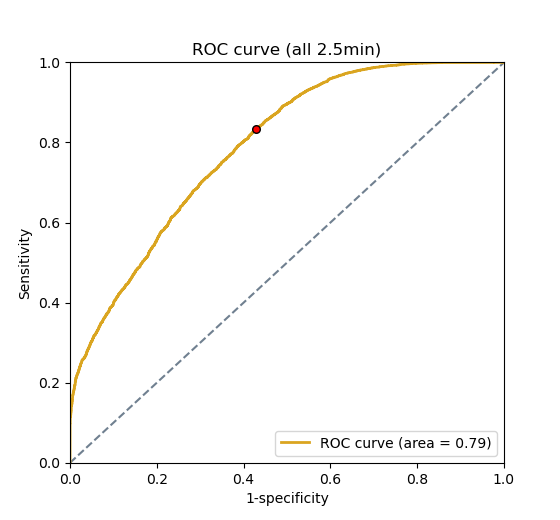 ROC curve (all 2.5min)
1.0
0.8
0.6
0.4
0.2
0.0
Sensitivity
0.0 0.2 0.4 0.6 0.8 1.0
1-specificity
ROC curve (area = 0.79)